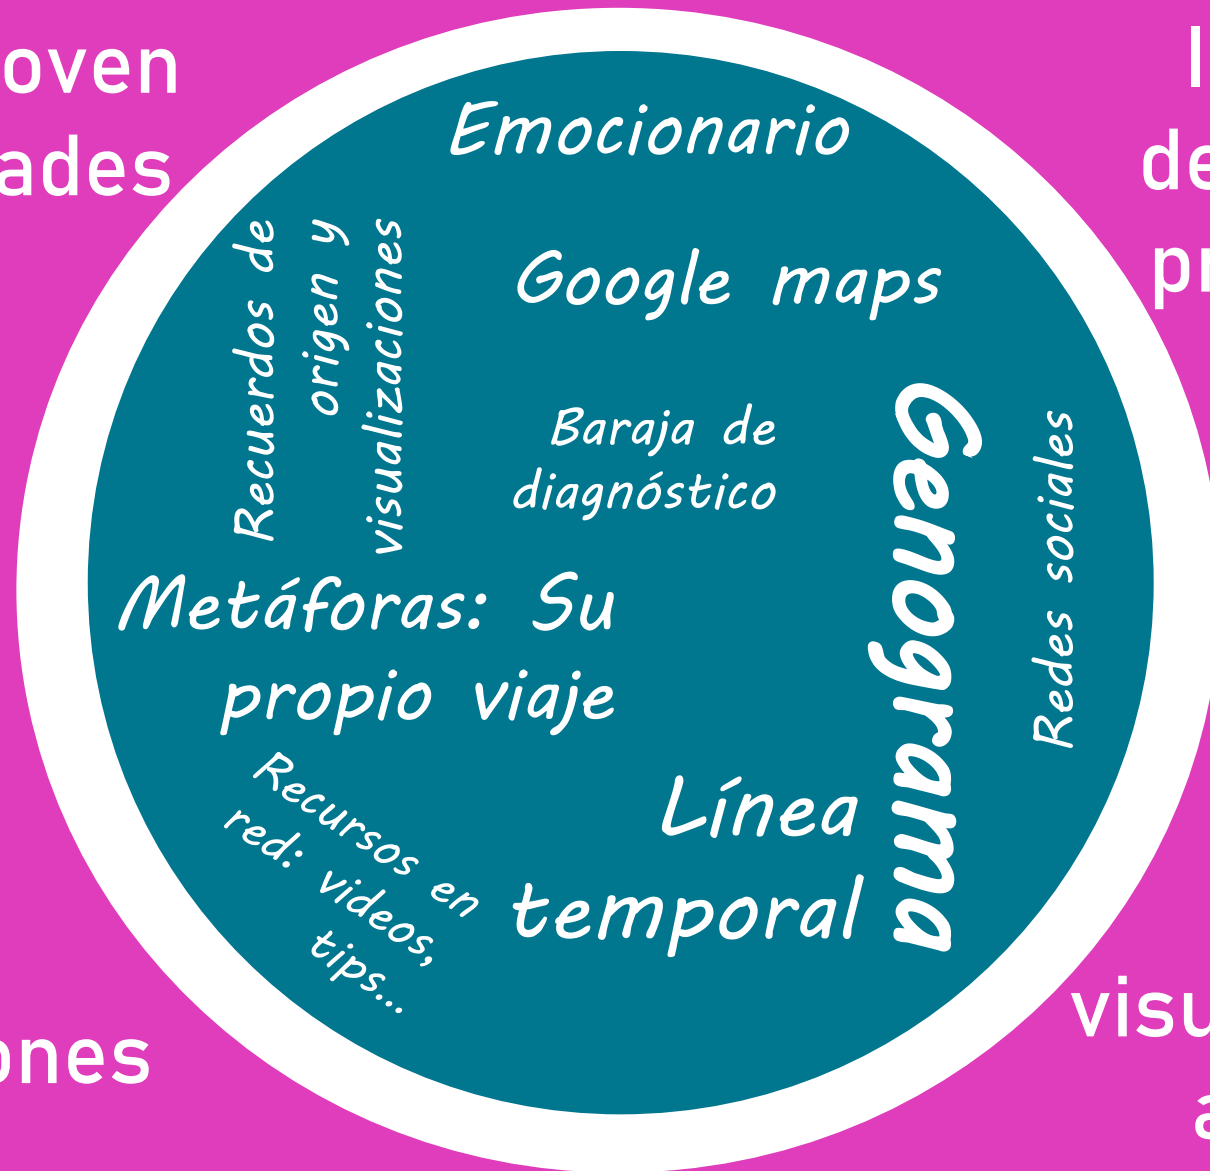 oven
ades
Emocionario
Google maps
Recuerdos de
origen y
visualizaciones
Baraja de
diagnóstico
Genograma
Redes sociales
Metáforas: Su
propio viaje
Línea
temporal
Recursos en
red: videos,
tips...
ones
de
pr
visu
a